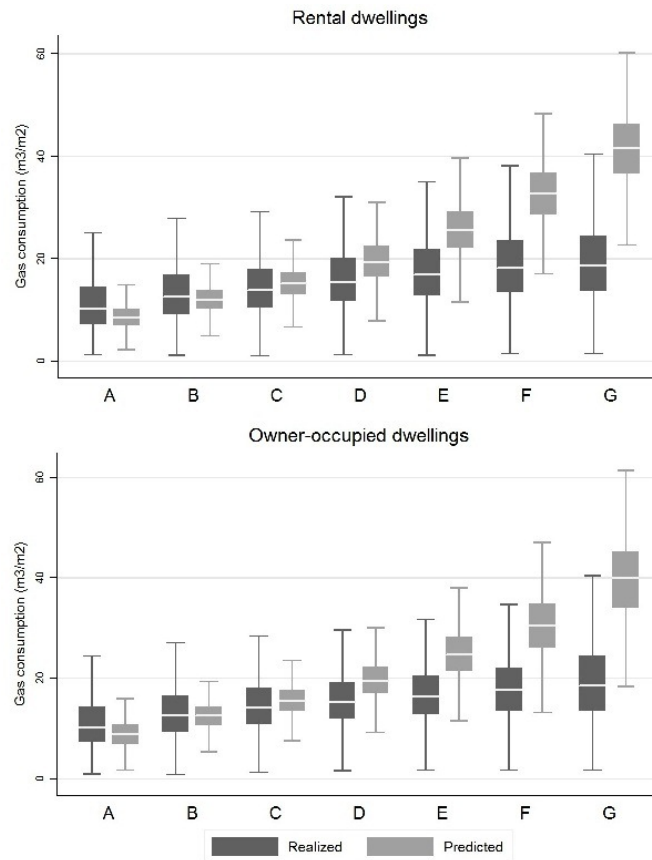 Rental dwellings
Gas consumption (m3/m2)
60
40
20
0
A B C D E F G
Owner-occupied dwellings
Gas consumption (m3/m2)
60
40
20
0
A B C D E F G
Realized Predicted